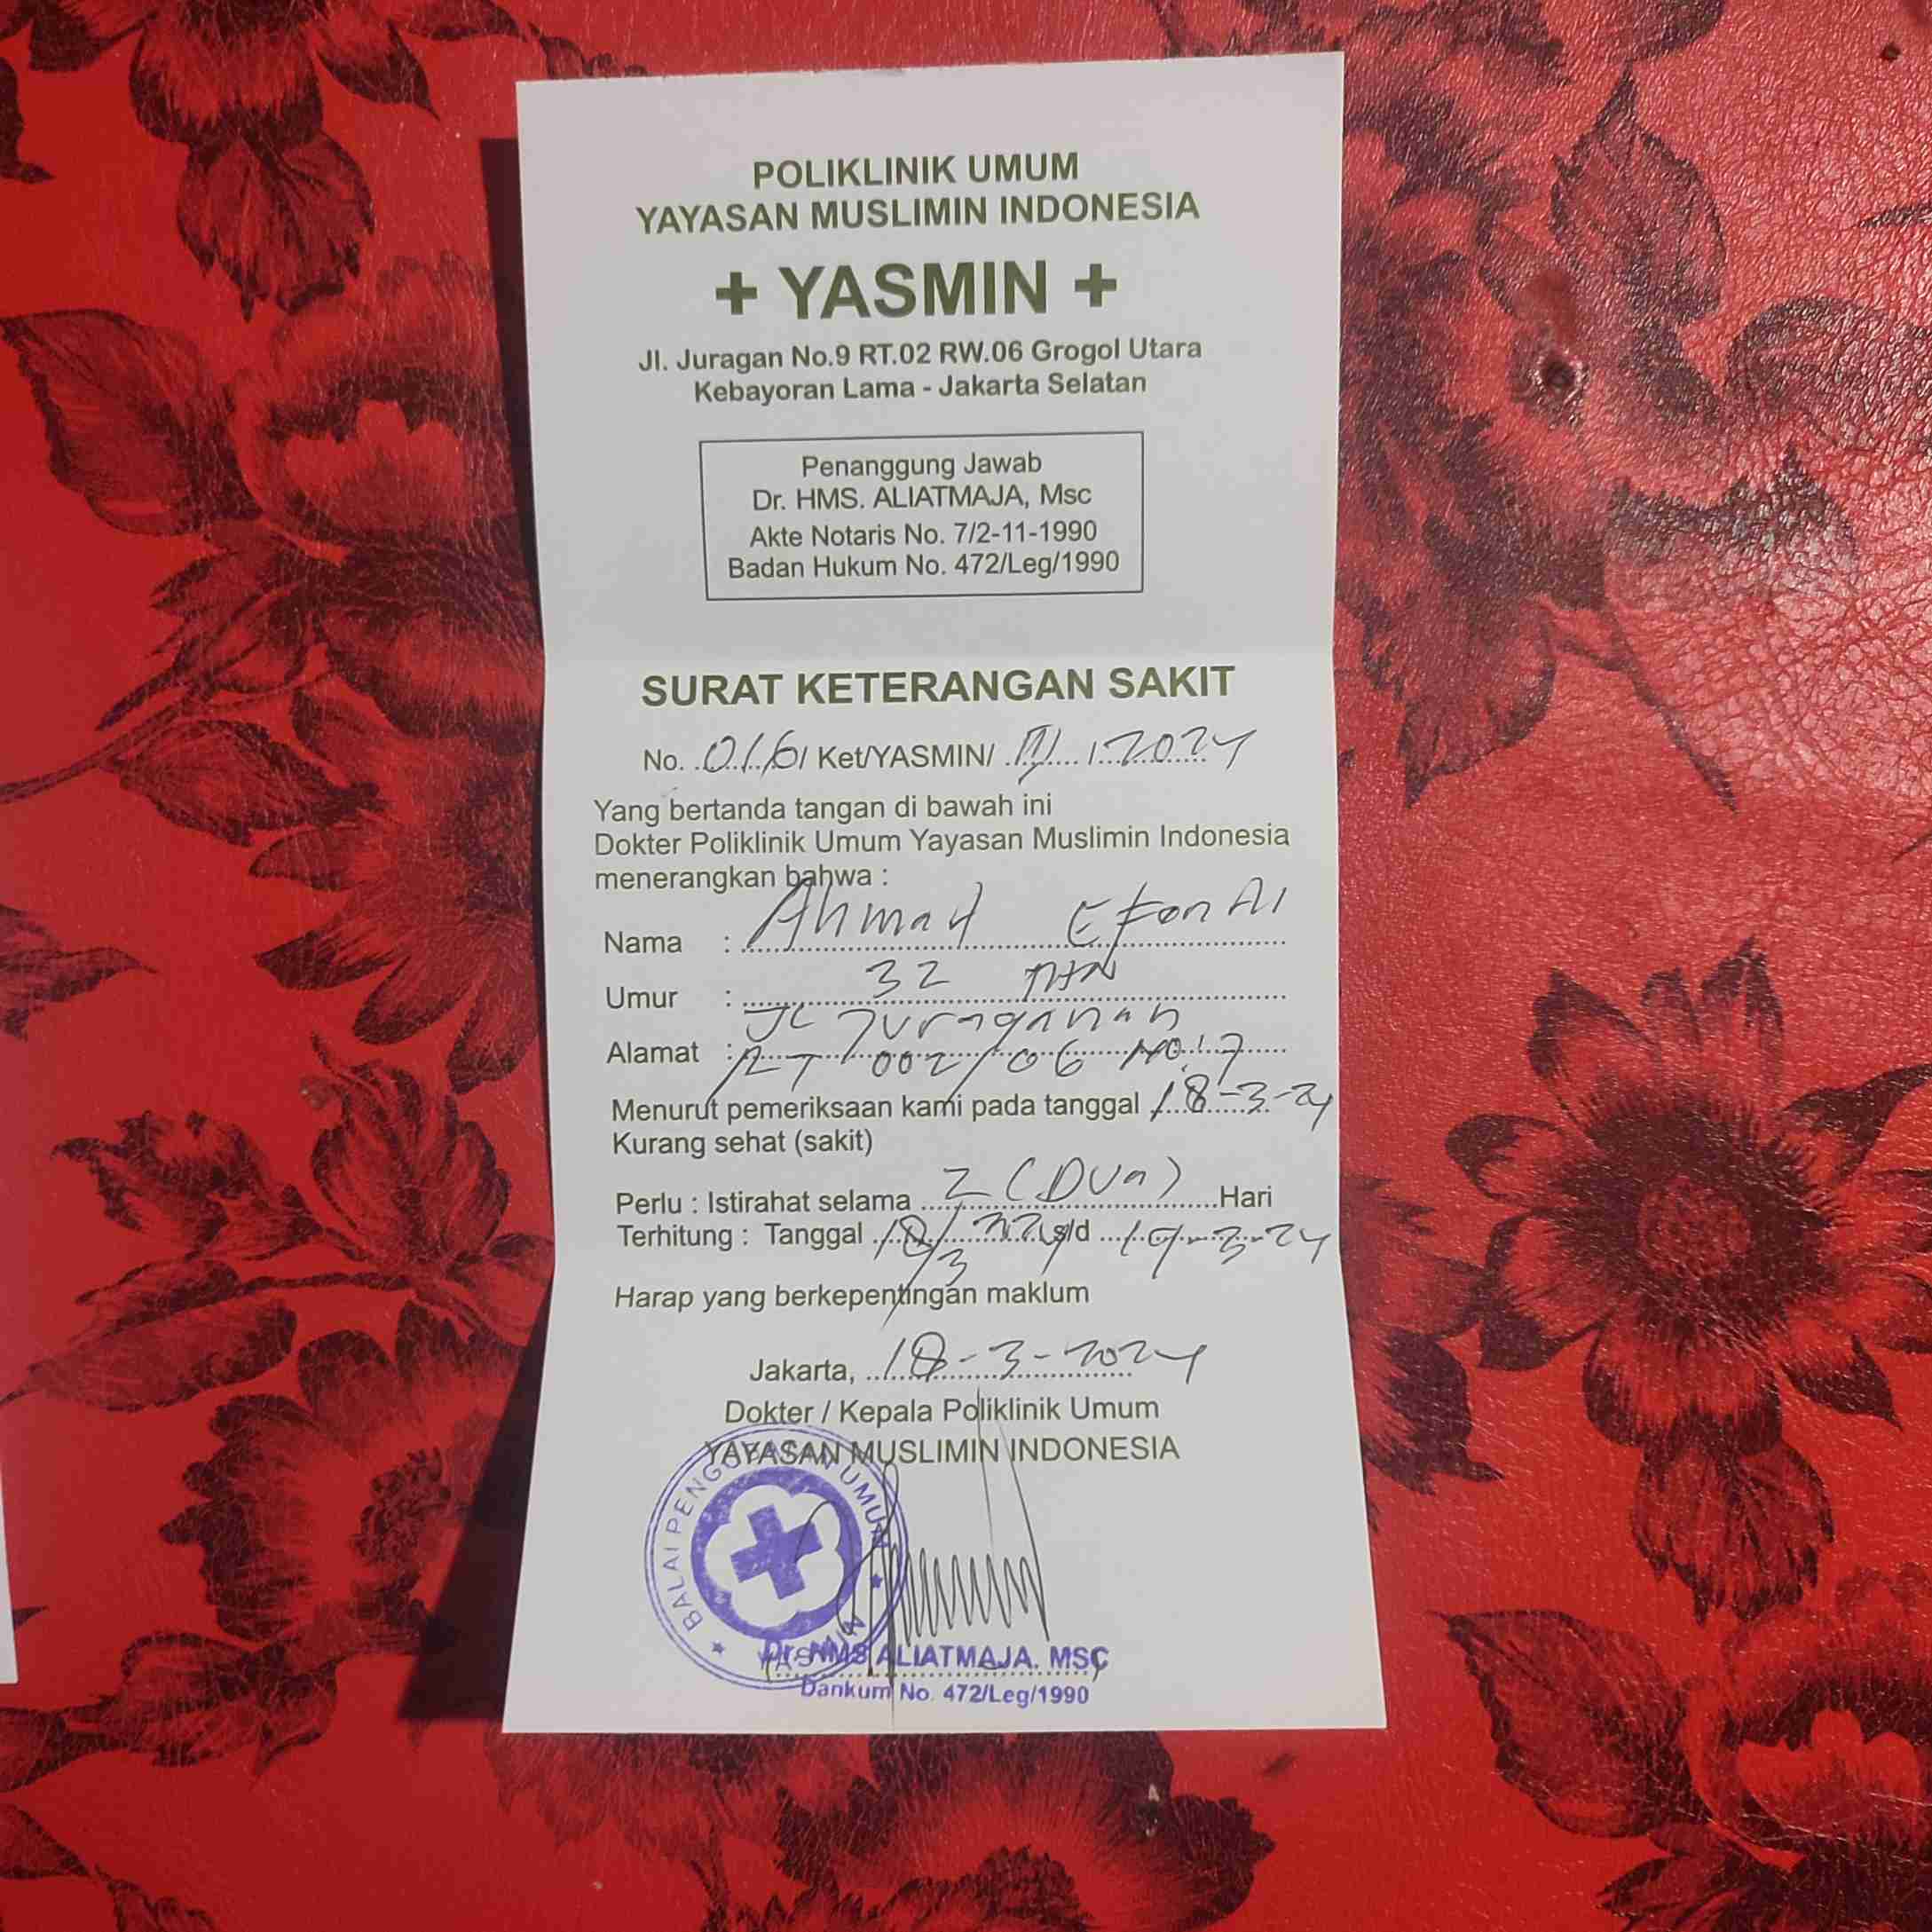 POLIKLINIK UMUM
YAYASAN MUSLIMIN INDONESIA
+ YASMIN +
Jl. Juragan No.9 RT.02 RW.06 Grogol Utara
Kebayoran Lama - Jakarta Selatan
Penanggung Jawab
Dr. HMS. ALIATMAJA, Msc
Akte Notaris No. 7/2-11-1990
Badan Hukum No. 472/Leg/1990
SURAT KETERANGAN SAKIT
No. 016/ Ket/YASMIN/ / 2024
Yang bertanda tangan di bawah ini
Dokter Poliklinik Umum Yayasan Muslimin Indonesia
menerangkan bahwa :
Nama : Ahmad
Umur : 32 THN
Alamat : JL Juraganan
RT 002/06 No. 7
Menurut pemeriksaan kami pada tanggal 18-3-24
Kurang sehat (sakit)
Perlu : Istirahat selama 2 (Dua) Hari
Terhitung : Tanggal 18/3 s/d 19-3-24
Harap yang berkepentingan maklum
Jakarta, 18-3-2024
Dokter / Kepala Poliklinik Umum
YAYASAN MUSLIMIN INDONESIA
BALAI PENGOBATAN UMUM
YASMIN
Dr. HMS ALIATMAJA. MSC
Dankum No. 472/Leg/1990